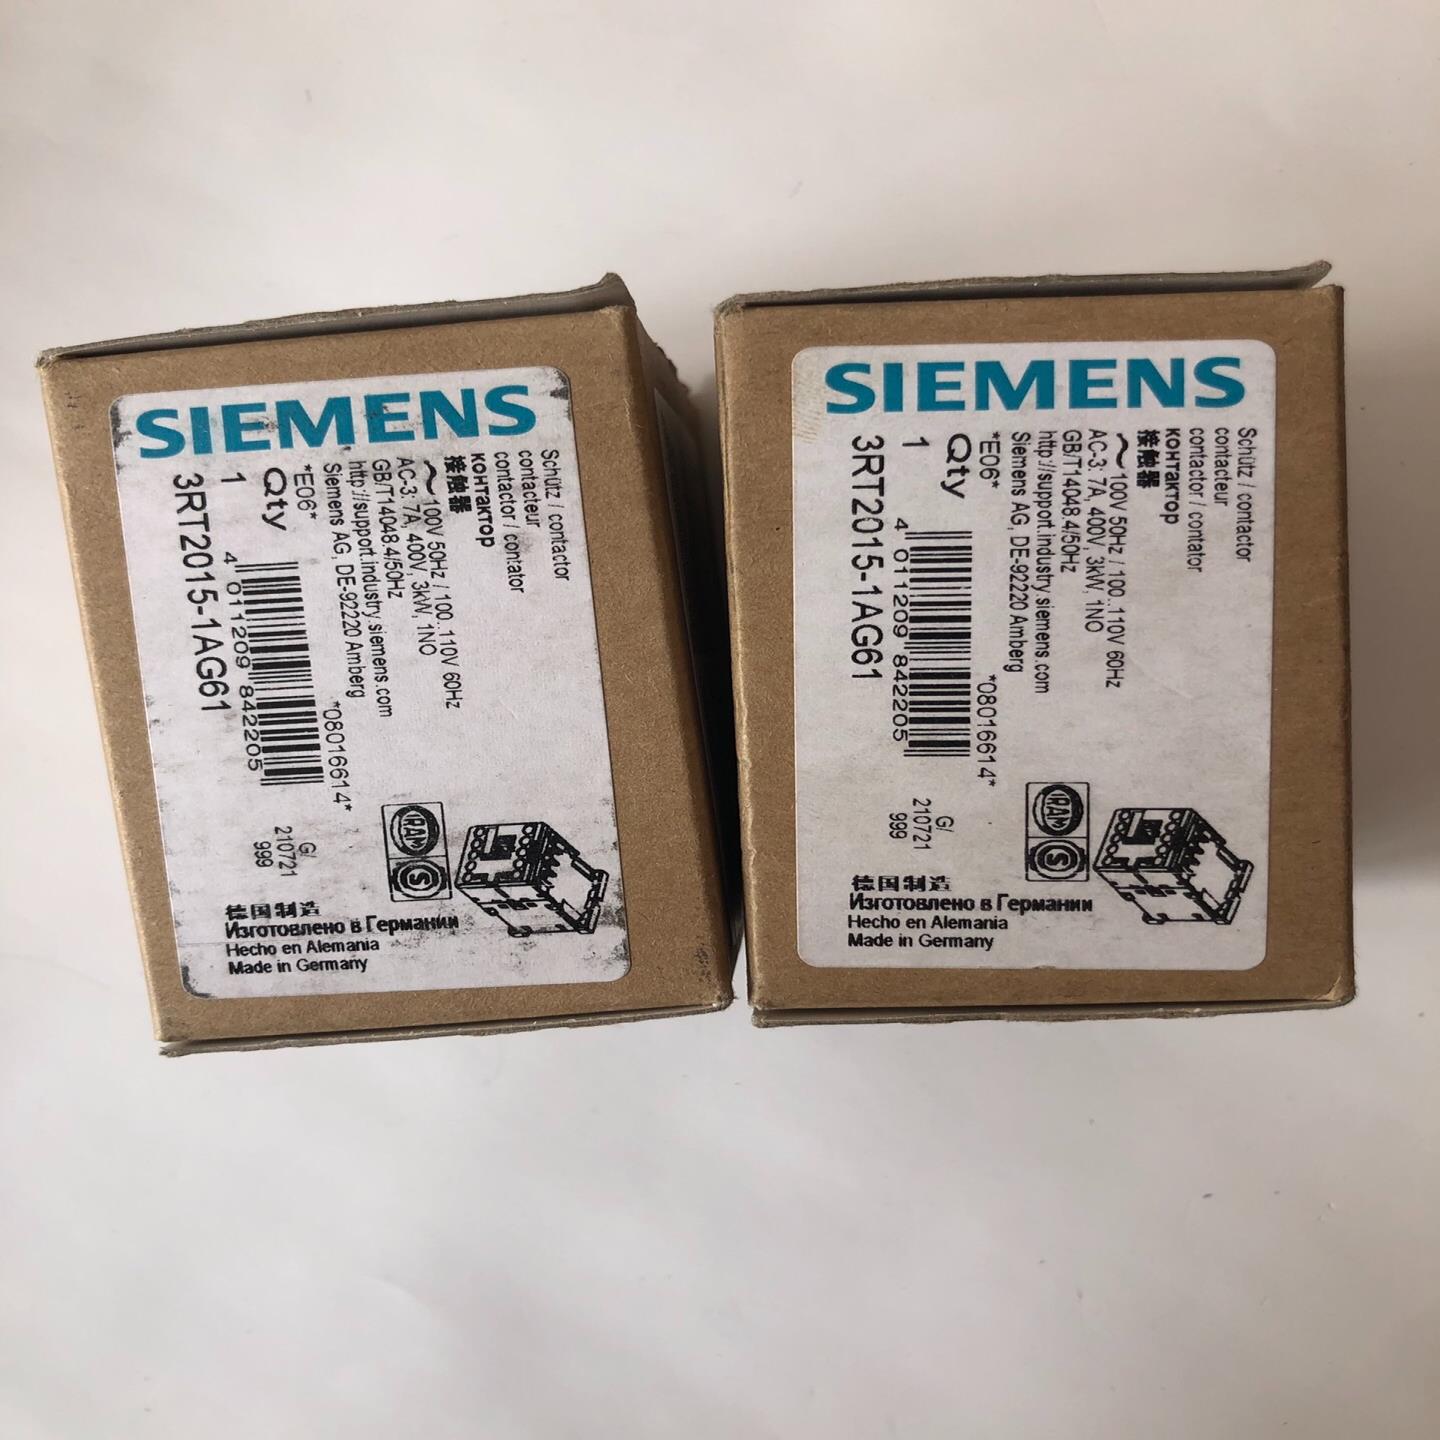 SIEMENS
Schütz / contactor
contacteur
contactor / contator
контактор
接触器
~ 100V 50Hz / 100..110V 60Hz
AC-3: 7A, 400V, 3kW, 1NO
GB/T14048.4/50Hz
http://support.industry.siemens.com
Siemens AG, DE-92220 Amberg
*E06* *08016614*
Qty
1
4 011209 842205
3RT2015-1AG61
G/
210721
999
IRAM
S
德国制造
Изготовлено в Германии
Hecho en Alemania
Made in Germany
SIEMENS
Schütz / contactor
contacteur
contactor / contator
контактор
接触器
~ 100V 50Hz / 100..110V 60Hz
AC-3: 7A, 400V, 3kW, 1NO
GB/T14048.4/50Hz
http://support.industry.siemens.com
Siemens AG, DE-92220 Amberg
*E06* *08016614*
Qty
1
4 011209 842205
3RT2015-1AG61
G/
210721
999
IRAM
S
德国制造
Изготовлено в Германии
Hecho en Alemania
Made in Germany